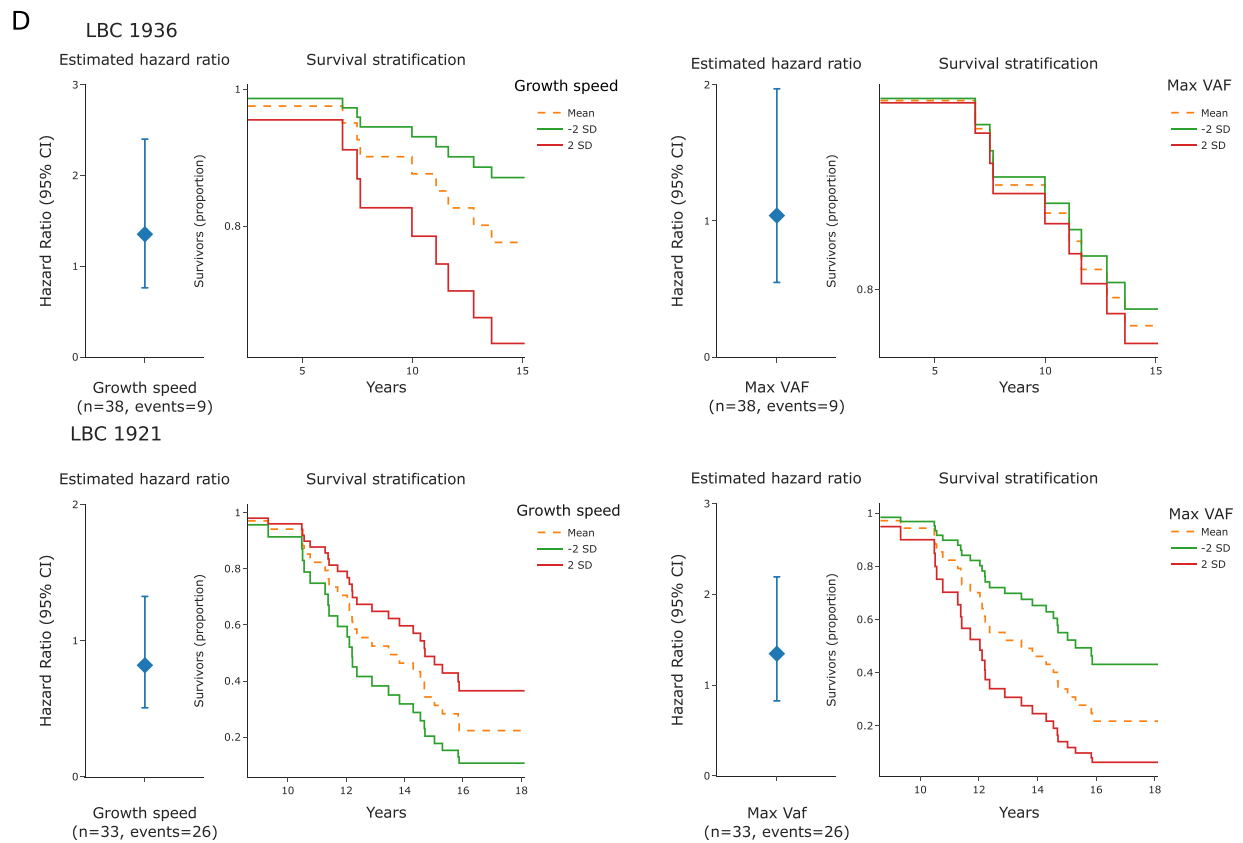 D
LBC 1936
Estimated hazard ratio
Survival stratification
Hazard Ratio (95% CI)
3
2
1
0
Growth speed
(n=38, events=9)
Survivors (proportion)
1
0.8
5
10
15
Years
Growth speed
Mean
-2 SD
2 SD
Estimated hazard ratio
Survival stratification
Hazard Ratio (95% CI)
2
1
0
Max VAF
(n=38, events=9)
Survivors (proportion)
0.8
5
10
15
Years
Max VAF
Mean
-2 SD
2 SD
LBC 1921
Estimated hazard ratio
Survival stratification
Hazard Ratio (95% CI)
2
1
0
Growth speed
(n=33, events=26)
Survivors (proportion)
1
0.8
0.6
0.4
0.2
10
12
14
16
18
Years
Growth speed
Mean
-2 SD
2 SD
Estimated hazard ratio
Survival stratification
Hazard Ratio (95% CI)
3
2
1
0
Max Vaf
(n=33, events=26)
Survivors (proportion)
1
0.8
0.6
0.4
0.2
10
12
14
16
18
Years
Max VAF
Mean
-2 SD
2 SD